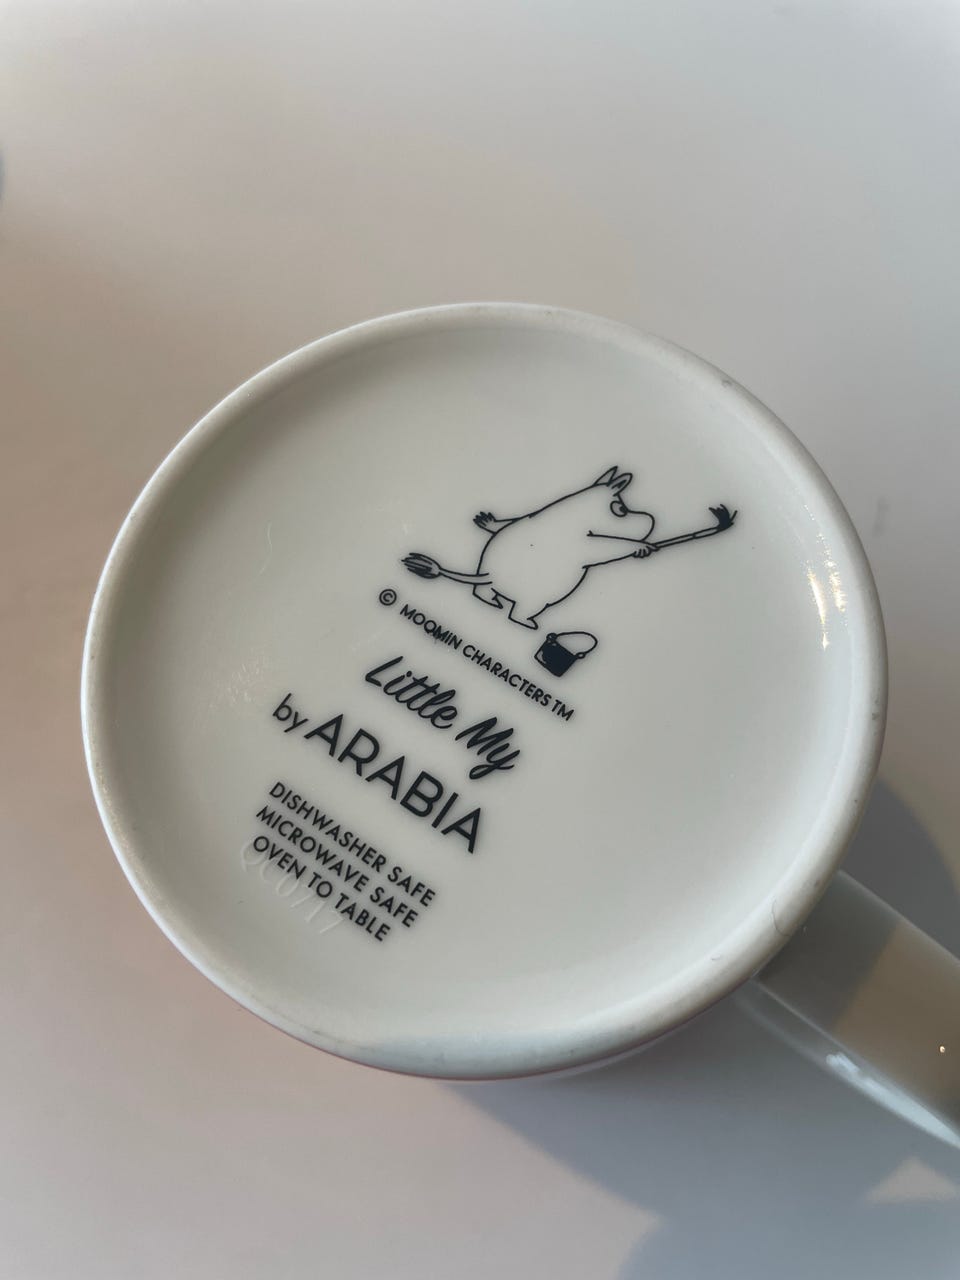 © MOOMIN CHARACTERS TM
Little My
by ARABIA
DISHWASHER SAFE
MICROWAVE SAFE
OVEN TO TABLE